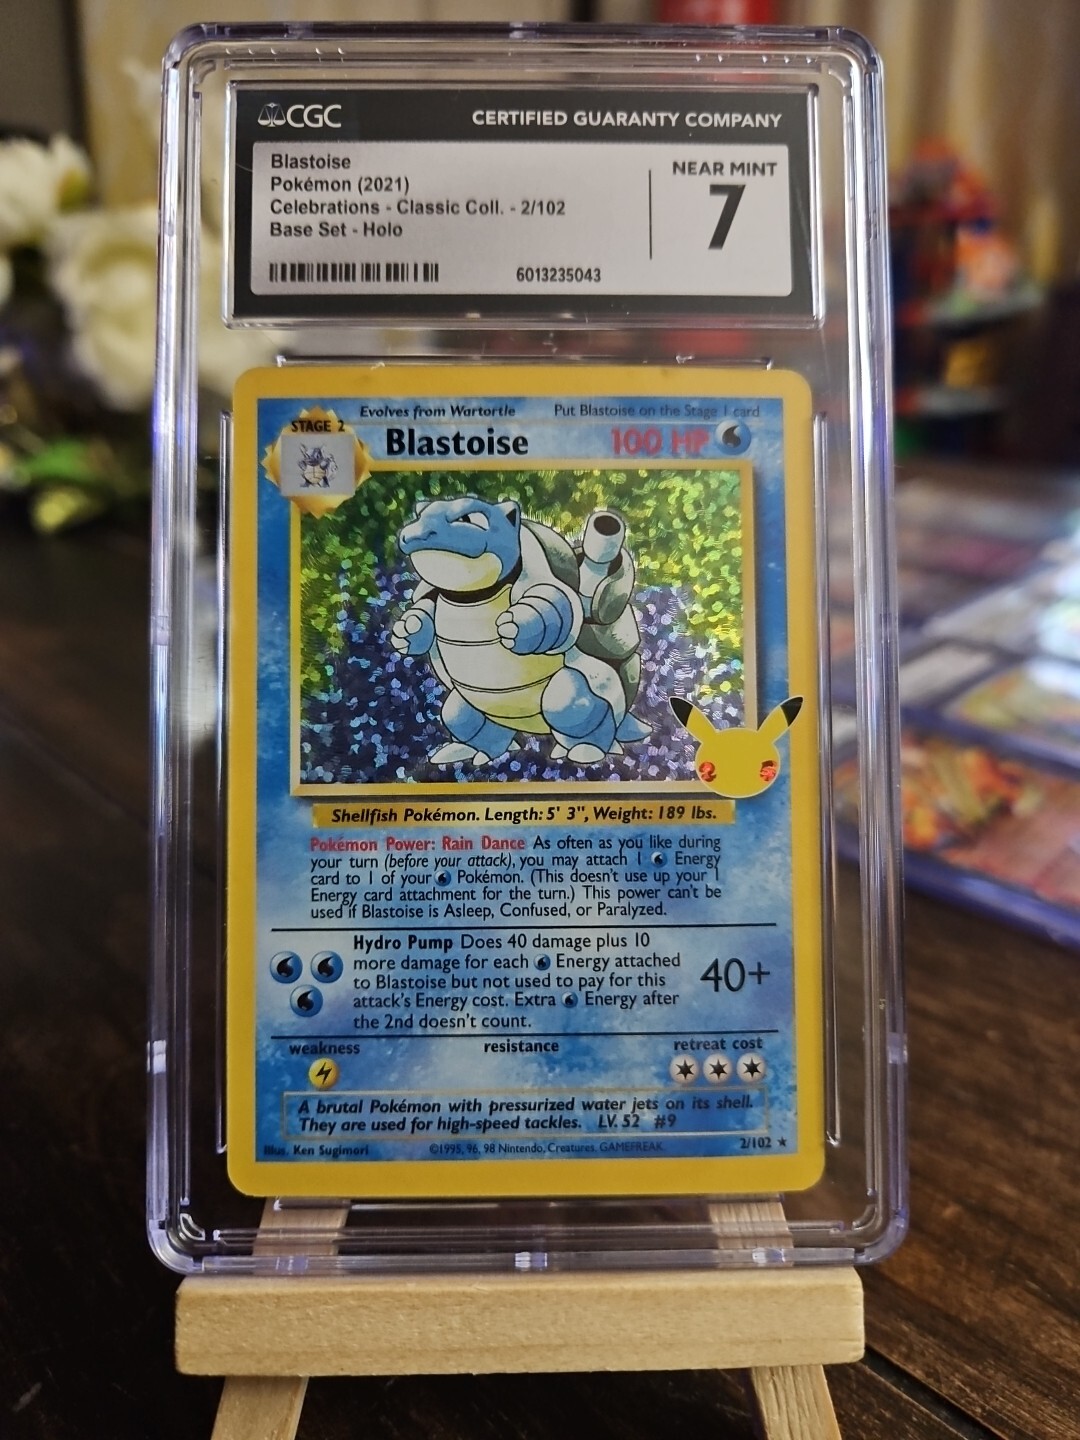 CGC CERTIFIED GUARANTY COMPANY
Blastoise
Pokémon (2021)
Celebrations - Classic Coll. - 2/102
Base Set - Holo
NEAR MINT
7
6013235043
Evolves from Wartortle Put Blastoise on the Stage 1 card
STAGE 2
Blastoise 100 HP
Shellfish Pokémon. Length: 5' 3", Weight: 189 lbs.
Pokémon Power: Rain Dance As often as you like during
your turn (before your attack), you may attach 1 Energy
card to 1 of your Pokémon. (This doesn't use up your 1
Energy card attachment for the turn.) This power can't be
used if Blastoise is Asleep, Confused, or Paralyzed.
Hydro Pump Does 40 damage plus 10
more damage for each Energy attached
to Blastoise but not used to pay for this
attack's Energy cost. Extra Energy after
the 2nd doesn't count.
40+
weakness resistance retreat cost
A brutal Pokémon with pressurized water jets on its shell.
They are used for high-speed tackles. LV. 52 #9
Illus. Ken Sugimori ©1995, 96, 98 Nintendo, Creatures, GAMEFREAK. 2/102 ★